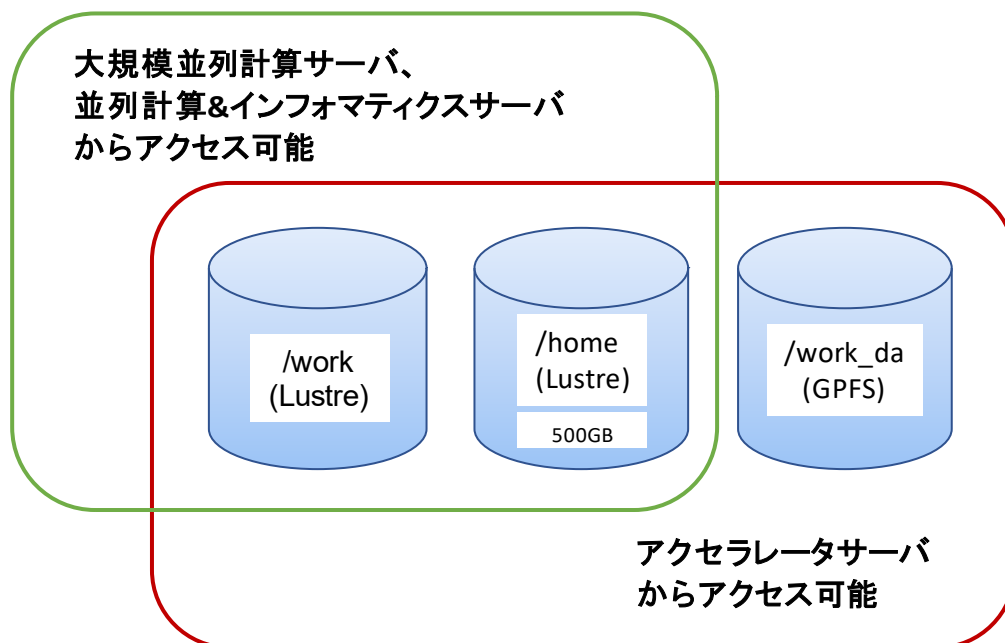 大規模並列計算サーバ、
並列計算&インフォマティクスサーバ
からアクセス可能
/work
(Lustre)
/home
(Lustre)
500GB
/work_da
(GPFS)
アクセラレータサーバ
からアクセス可能